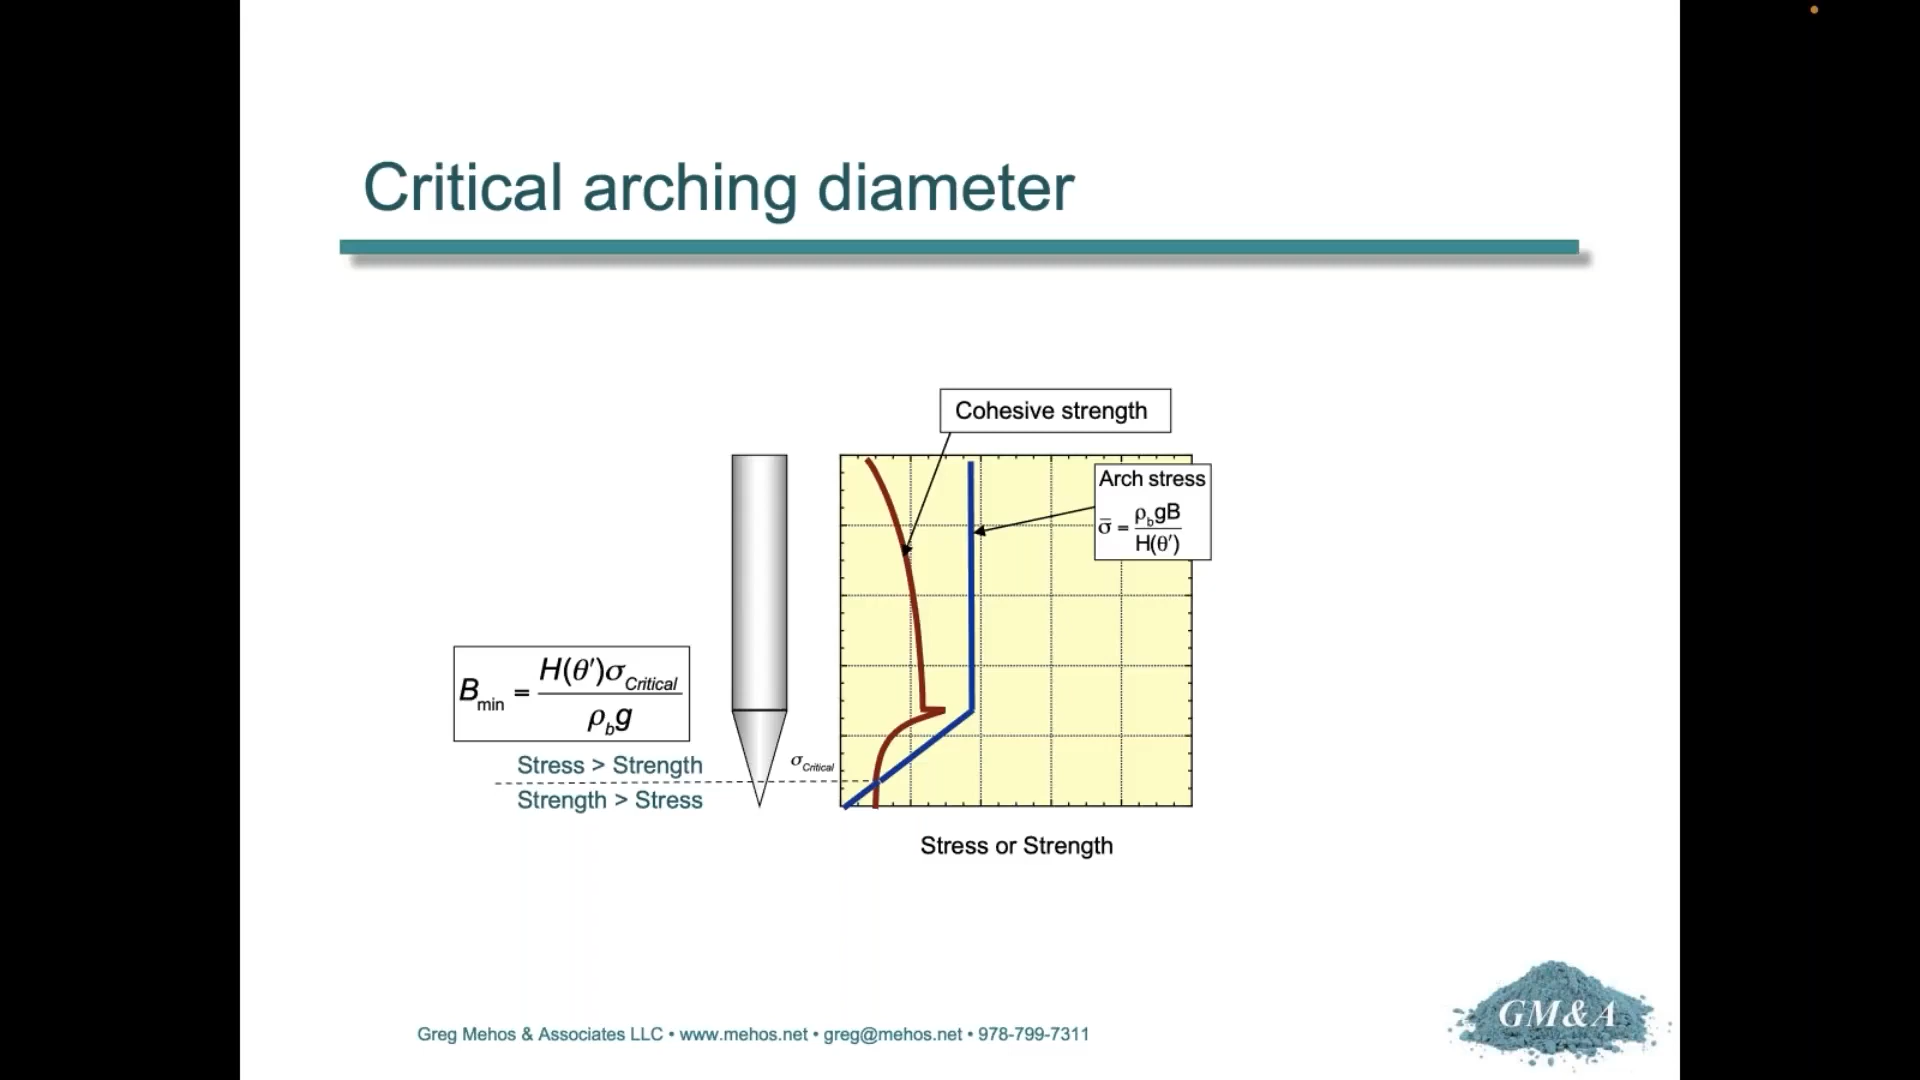 Critical arching diameter
Cohesive strength
Arch stress
σ̅ = ρ_b gB / H(θ′)
B_min = H(θ′)σ_Critical / ρ_b g
Stress > Strength
σ_Critical
Strength > Stress
Stress or Strength
GM&A
Greg Mehos & Associates LLC • www.mehos.net • greg@mehos.net • 978-799-7311